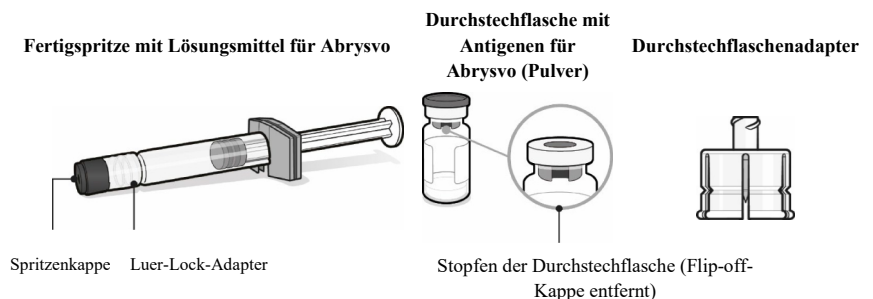 Fertigspritze mit Lösungsmittel für Abrysvo
Durchstechflasche mit
Antigenen für
Abrysvo (Pulver)
Durchstechflaschenadapter
Spritzenkappe
Luer-Lock-Adapter
Stopfen der Durchstechflasche (Flip-off-
Kappe entfernt)